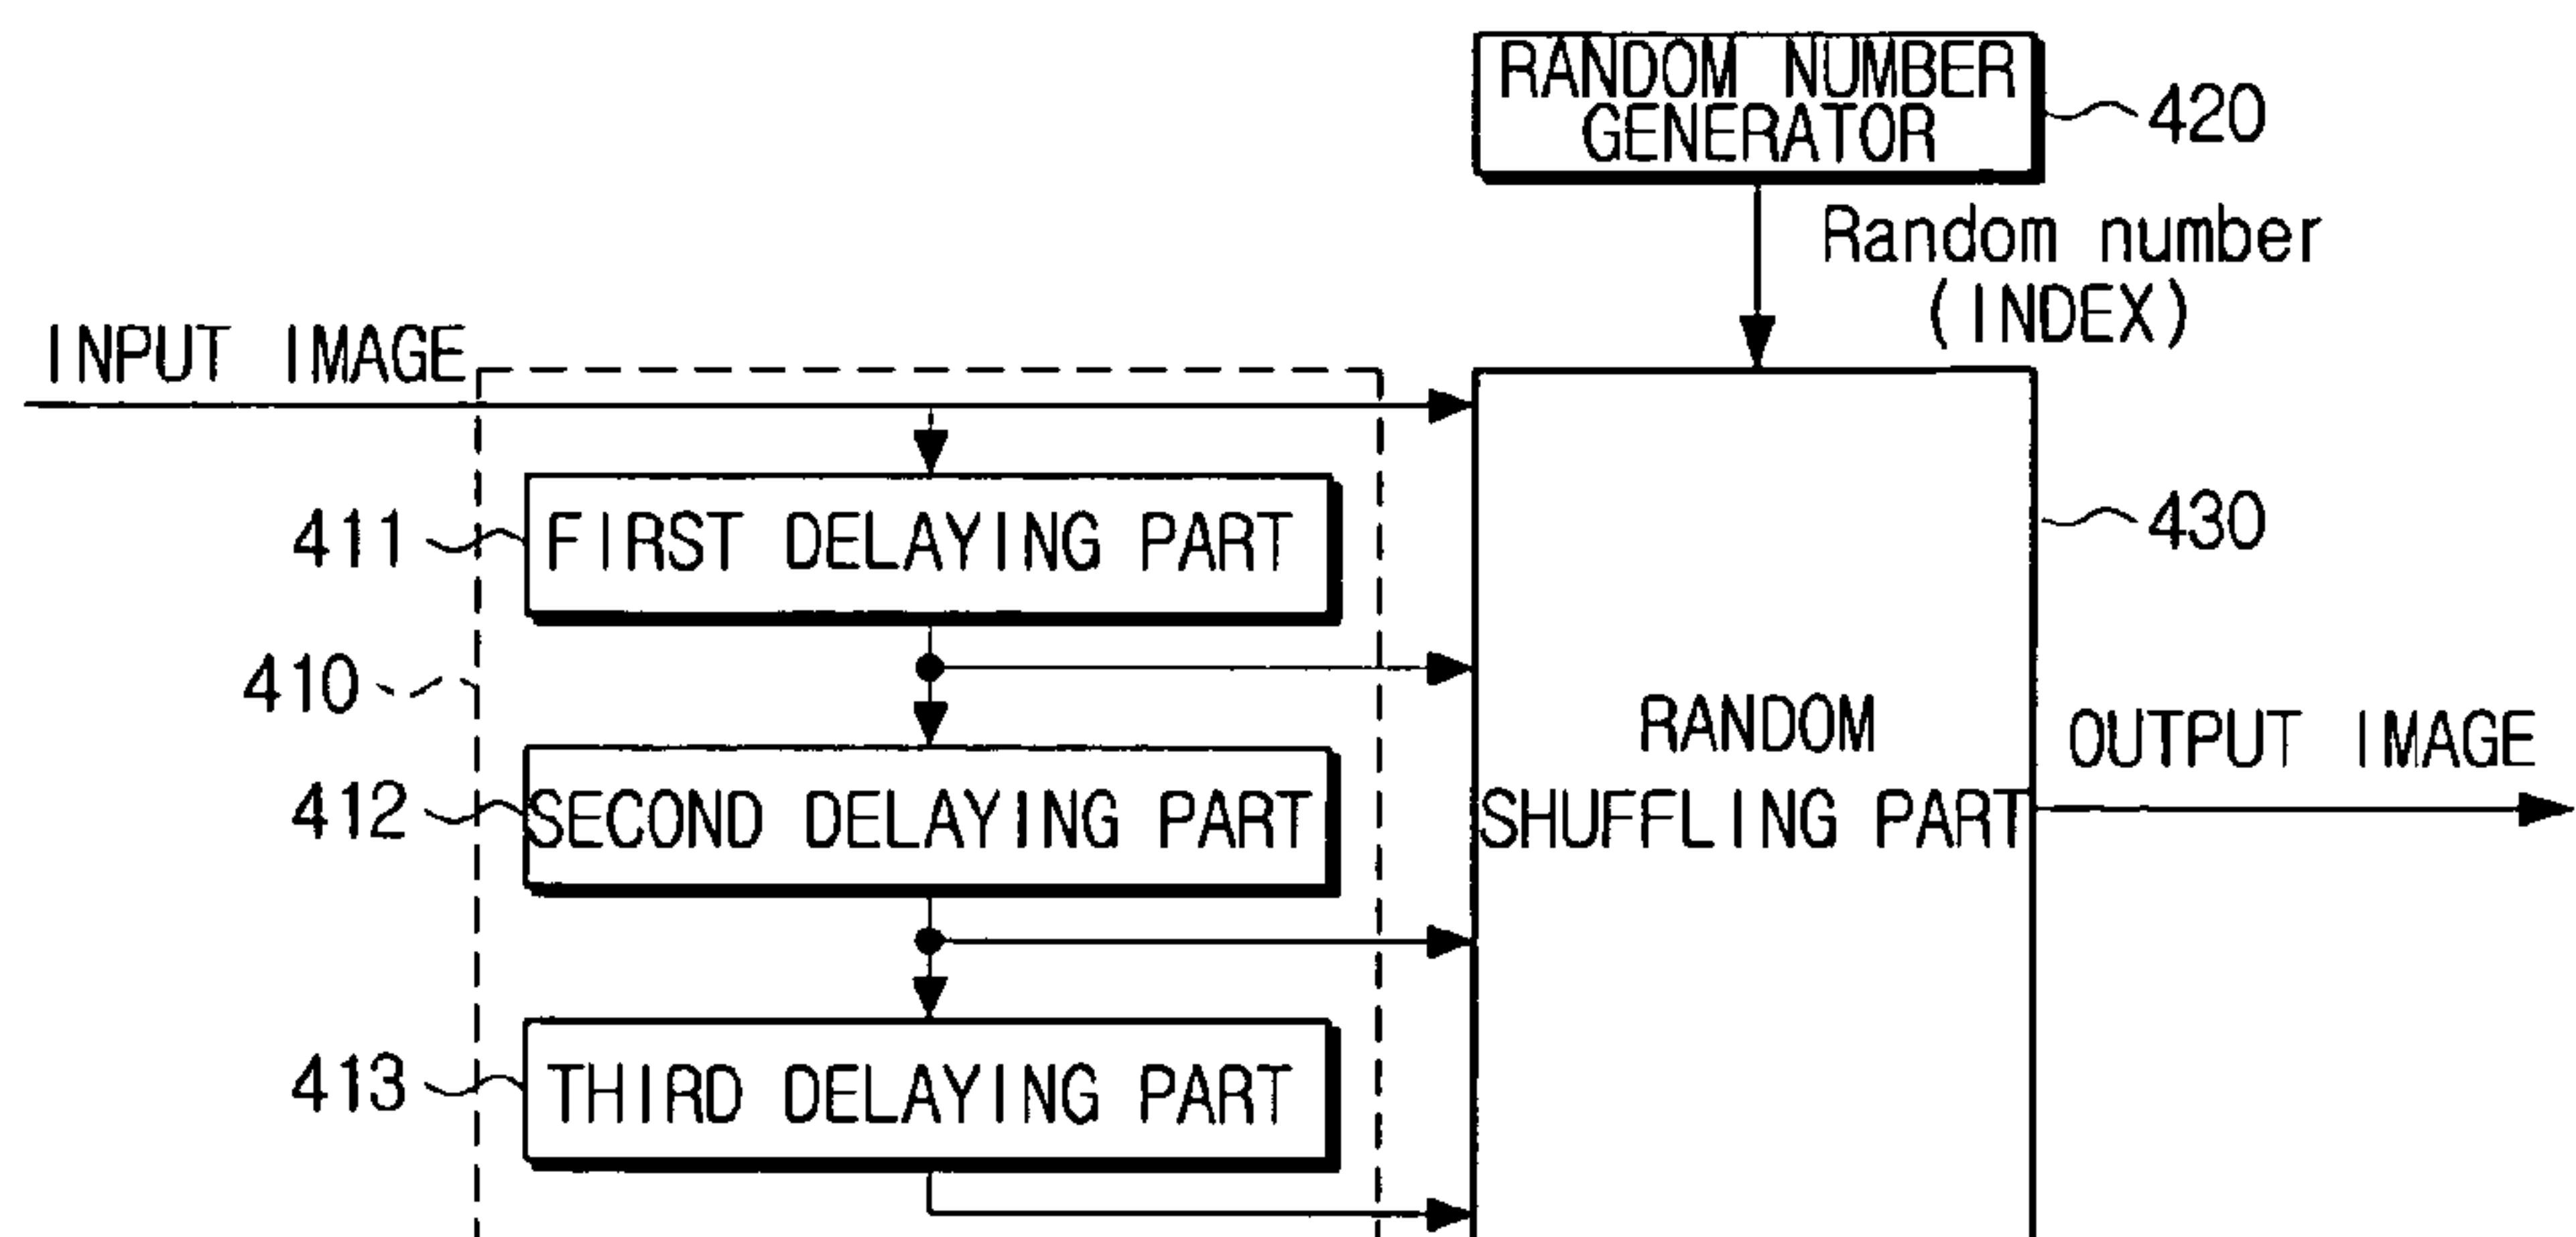 RANDOM NUMBER
GENERATOR
420
Random number
(INDEX)
INPUT IMAGE
411
FIRST DELAYING PART
430
410
RANDOM
SHUFFLING PART
OUTPUT IMAGE
412
SECOND DELAYING PART
413
THIRD DELAYING PART